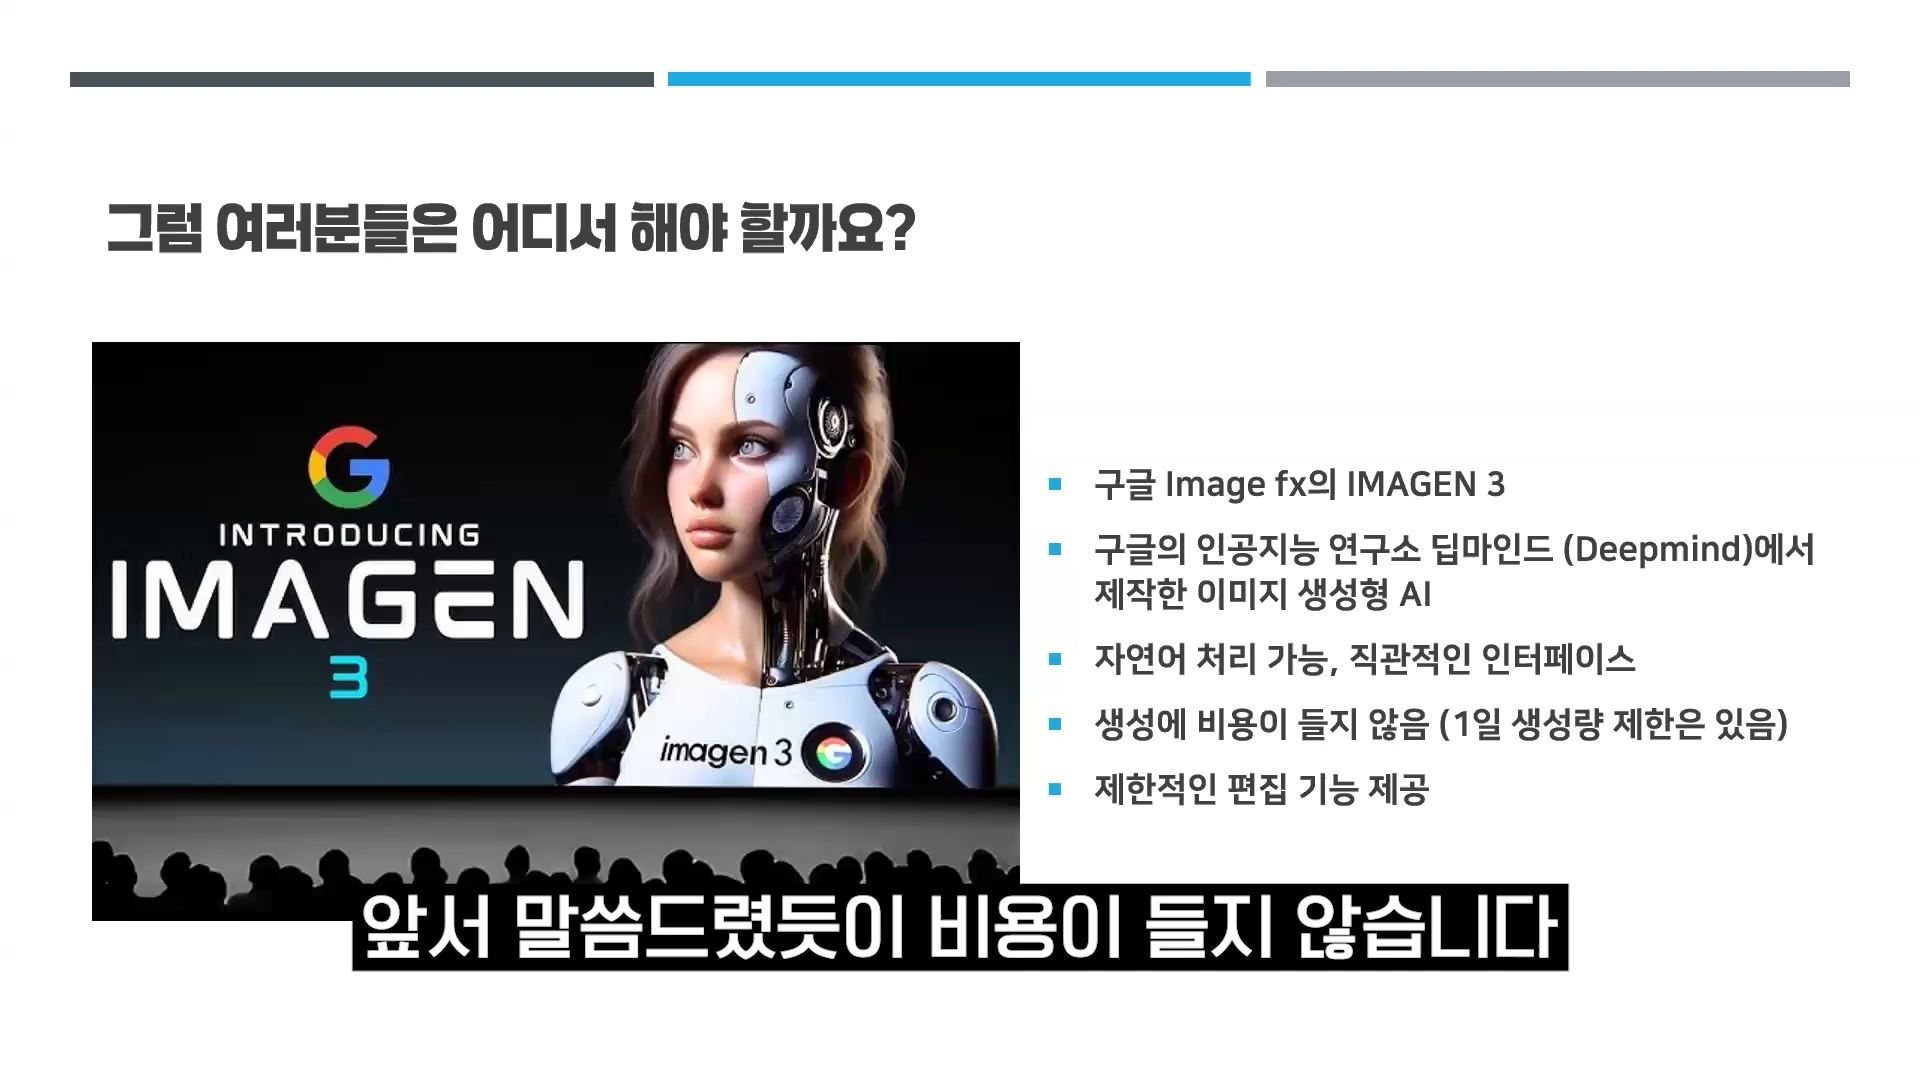 그럼 여러분들은 어디서 해야 할까요?
INTRODUCING
IMAGEN
3
imagen 3
구글 Image fx의 IMAGEN 3
구글의 인공지능 연구소 딥마인드 (Deepmind)에서
제작한 이미지 생성형 AI
자연어 처리 가능, 직관적인 인터페이스
생성에 비용이 들지 않음 (1일 생성량 제한은 있음)
제한적인 편집 기능 제공
앞서 말씀드렸듯이 비용이 들지 않습니다